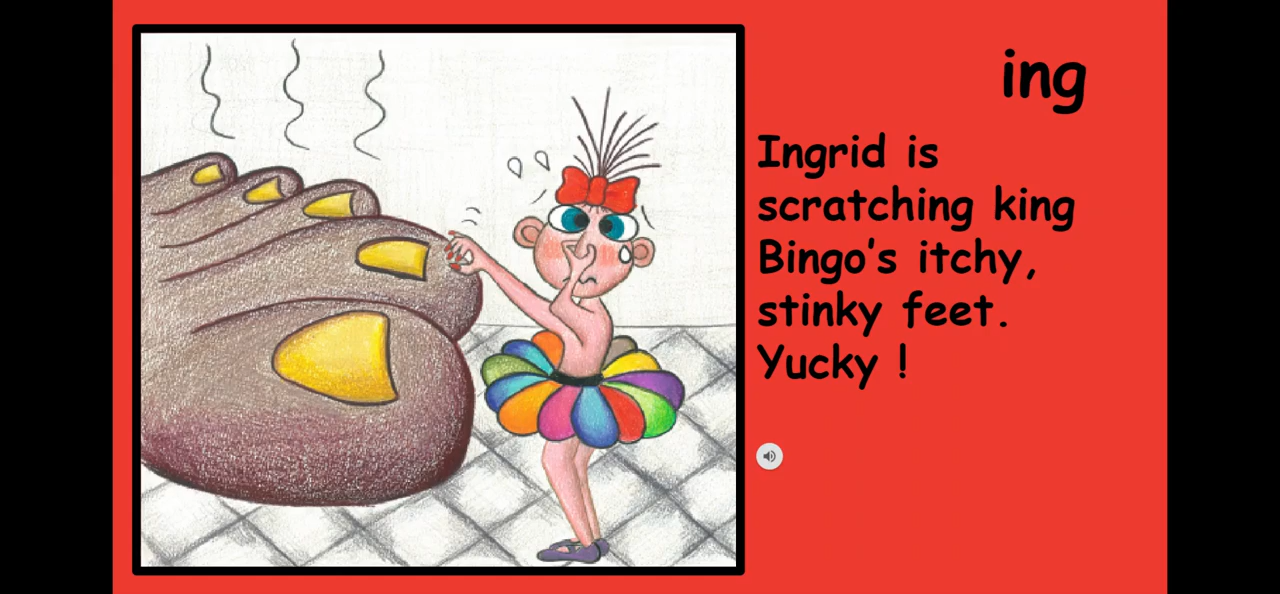 ing
Ingrid is
scratching king
Bingo's itchy,
stinky feet.
Yucky !